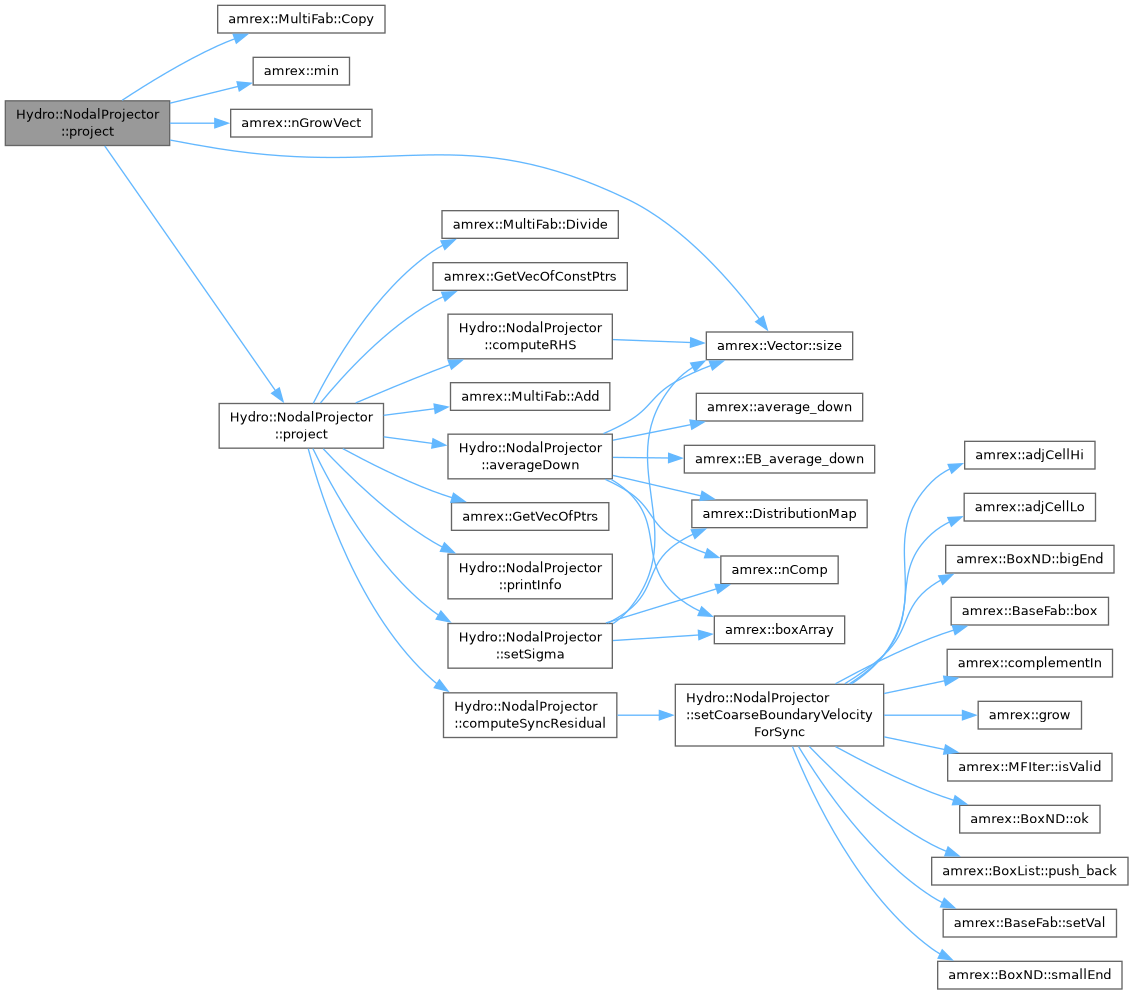 amrex::MultiFab::Copy
amrex::min
Hydro::NodalProjector
::project
amrex::nGrowVect
amrex::MultiFab::Divide
amrex::GetVecOfConstPtrs
Hydro::NodalProjector
::computeRHS
amrex::Vector::size
amrex::MultiFab::Add
amrex::average_down
Hydro::NodalProjector
::project
Hydro::NodalProjector
::averageDown
amrex::EB_average_down
amrex::adjCellHi
amrex::GetVecOfPtrs
amrex::DistributionMap
amrex::adjCellLo
Hydro::NodalProjector
::printInfo
amrex::nComp
amrex::BoxND::bigEnd
Hydro::NodalProjector
::setSigma
amrex::boxArray
amrex::BaseFab::box
amrex::complementIn
Hydro::NodalProjector
::computeSyncResidual
Hydro::NodalProjector
::setCoarseBoundaryVelocity
ForSync
amrex::grow
amrex::MFIter::isValid
amrex::BoxND::ok
amrex::BoxList::push_back
amrex::BaseFab::setVal
amrex::BoxND::smallEnd